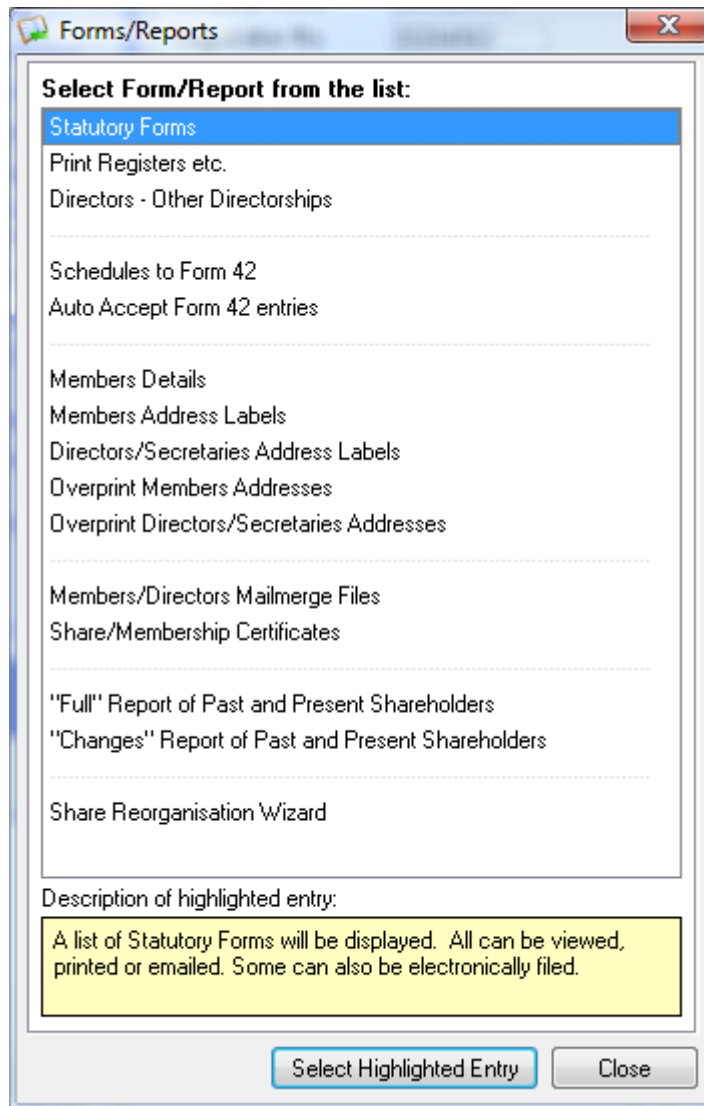 Forms/Reports
Select Form/Report from the list:
Statutory Forms
Print Registers etc.
Directors - Other Directorships
Schedules to Form 42
Auto Accept Form 42 entries
Members Details
Members Address Labels
Directors/Secretaries Address Labels
Overprint Members Addresses
Overprint Directors/Secretaries Addresses
Members/Directors Mailmerge Files
Share/Membership Certificates
"Full" Report of Past and Present Shareholders
"Changes" Report of Past and Present Shareholders
Share Reorganisation Wizard
Description of highlighted entry:
A list of Statutory Forms will be displayed.  All can be viewed,
printed or emailed. Some can also be electronically filed.
Select Highlighted Entry
Close